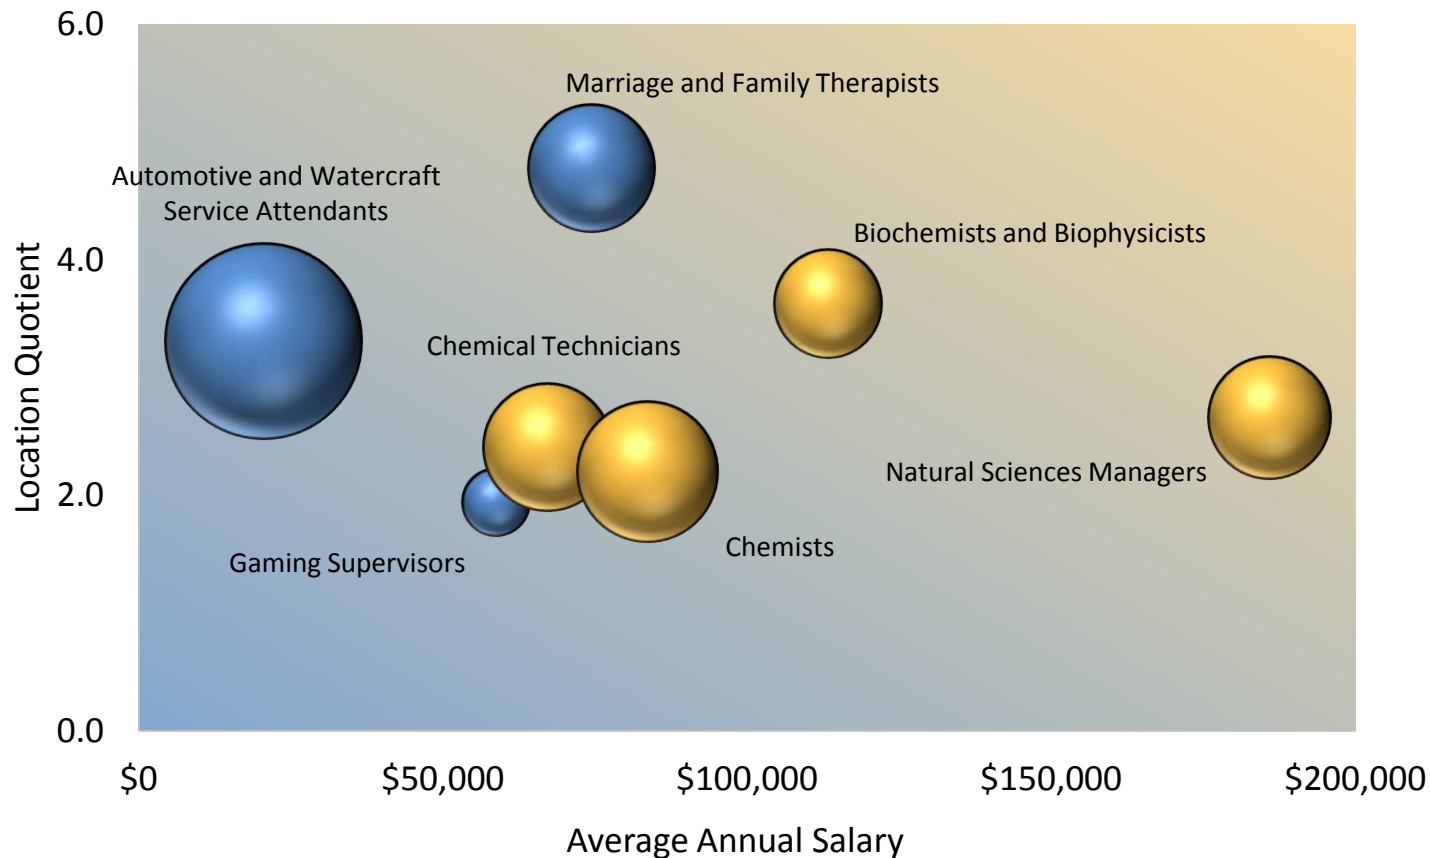 6.0
Marriage and Family Therapists
Automotive and Watercraft
Service Attendants
Biochemists and Biophysicists
4.0
Location Quotient
Chemical Technicians
Natural Sciences Managers
2.0
Chemists
Gaming Supervisors
0.0
$0 $50,000 $100,000 $150,000 $200,000
Average Annual Salary